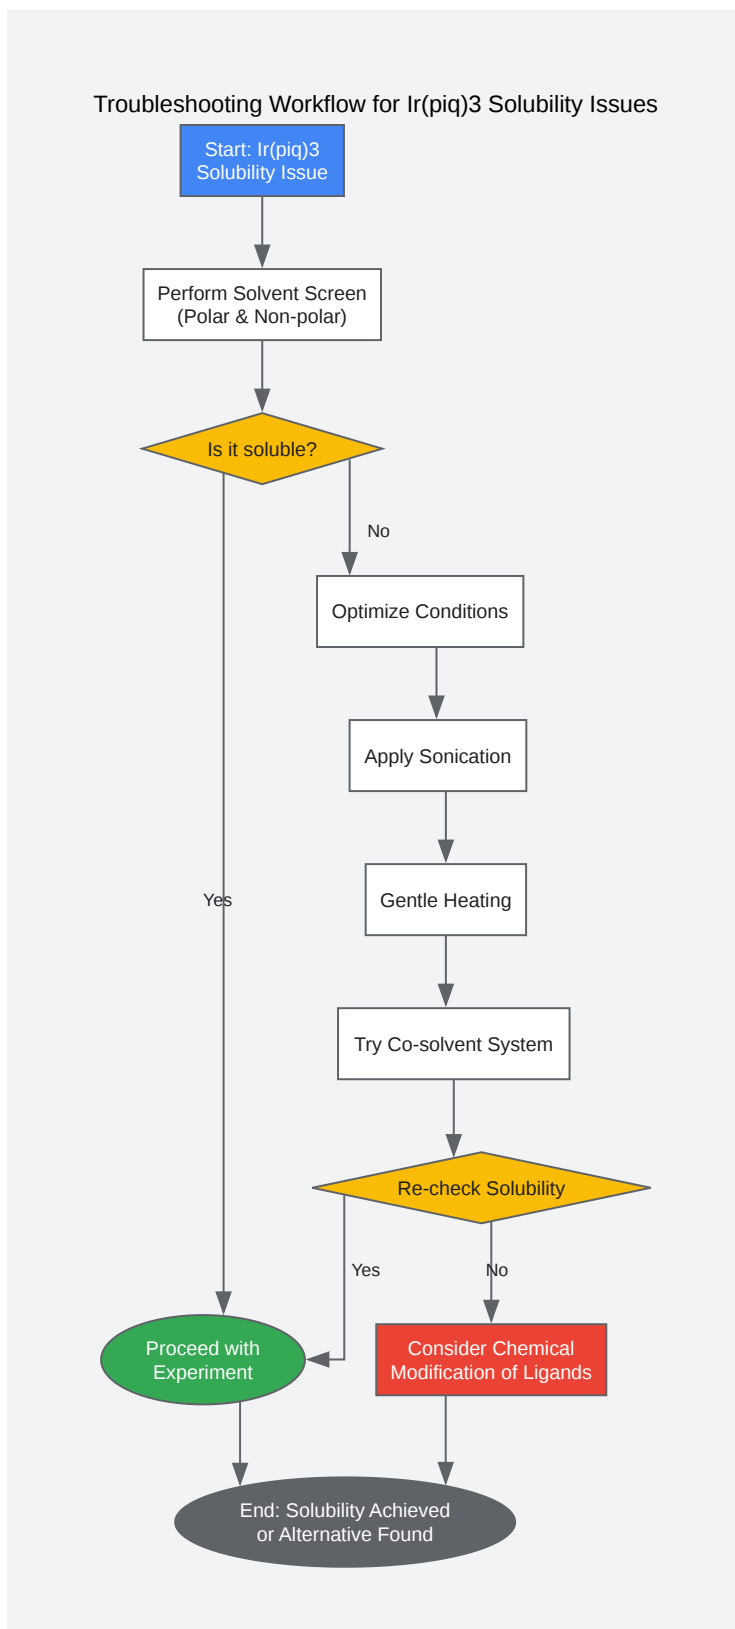 Troubleshooting Workflow for Ir(piq)3 Solubility Issues
Start: Ir(piq)3
Solubility Issue
Perform Solvent Screen
(Polar & Non-polar)
Is it soluble?
No
Optimize Conditions
Apply Sonication
Yes
Gentle Heating
Try Co-solvent System
Re-check Solubility
Yes
No
Proceed with
Experiment
Consider Chemical
Modification of Ligands
End: Solubility Achieved
or Alternative Found